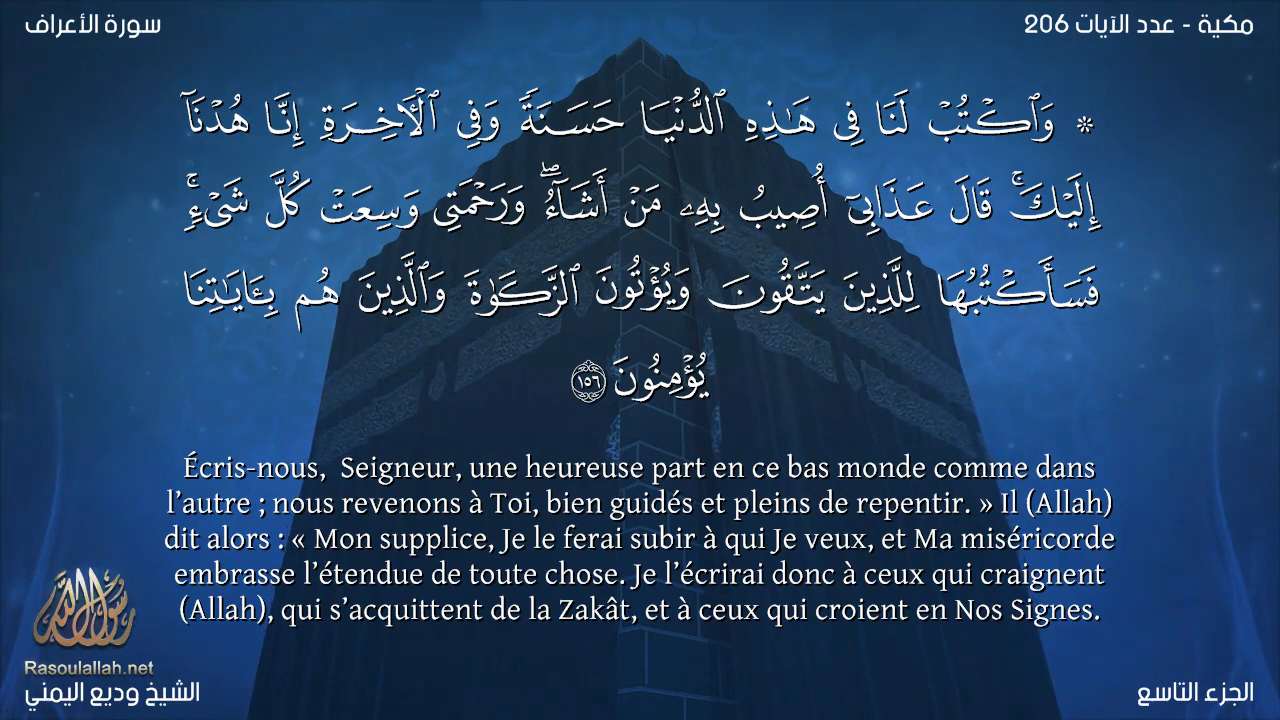 سورة الأعراف
مكية - عدد الآيات 206
۞ وَٱكۡتُبۡ لَنَا فِي هَٰذِهِ ٱلدُّنۡيَا حَسَنَةٗ وَفِي ٱلۡأٓخِرَةِ إِنَّا هُدۡنَآ
إِلَيۡكَۚ قَالَ عَذَابِيٓ أُصِيبُ بِهِۦ مَنۡ أَشَآءُۖ وَرَحۡمَتِي وَسِعَتۡ كُلَّ شَيۡءٖۚ
فَسَأَكۡتُبُهَا لِلَّذِينَ يَتَّقُونَ وَيُؤۡتُونَ ٱلزَّكَوٰةَ وَٱلَّذِينَ هُم بِـَٔايَٰتِنَا
يُؤۡمِنُونَ ١٥٦
Écris-nous, Seigneur, une heureuse part en ce bas monde comme dans
l’autre ; nous revenons à Toi, bien guidés et pleins de repentir. » Il (Allah)
dit alors : « Mon supplice, Je le ferai subir à qui Je veux, et Ma miséricorde
embrasse l’étendue de toute chose. Je l’écrirai donc à ceux qui craignent
(Allah), qui s’acquittent de la Zakât, et à ceux qui croient en Nos Signes.
رسول الله
Rasoulallah.net
الشيخ وديع اليمني
الجزء التاسع